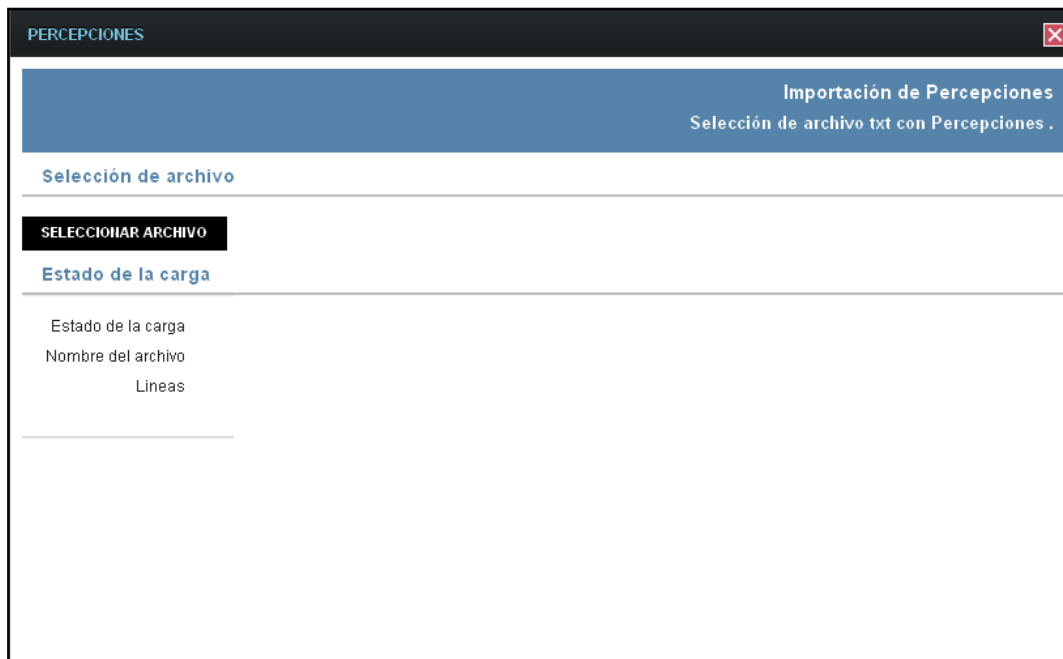 PERCEPCIONES
Importación de Percepciones
Selección de archivo txt con Percepciones .
Selección de archivo
SELECCIONAR ARCHIVO
Estado de la carga
Estado de la carga
Nombre del archivo
Lineas